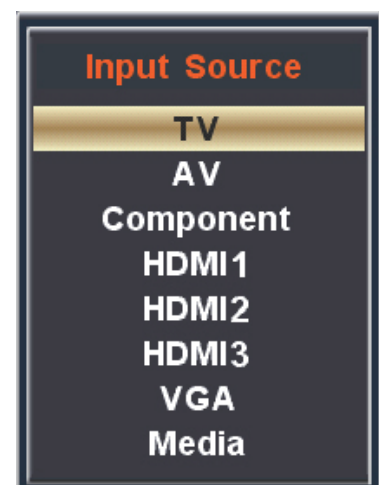 Input Source
TV
AV
Component
HDMI1
HDMI2
HDMI3
VGA
Media